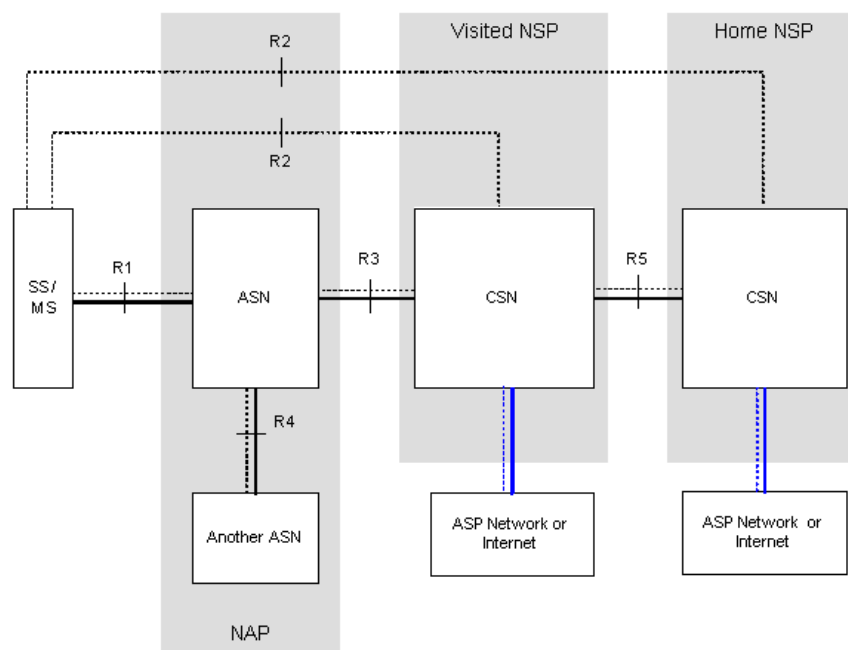 Visited NSP
Home NSP
R2
R2
R1
R3
R5
SS/
MS
ASN
CSN
CSN
R4
Another ASN
ASP Network or
Internet
ASP Network or
Internet
NAP